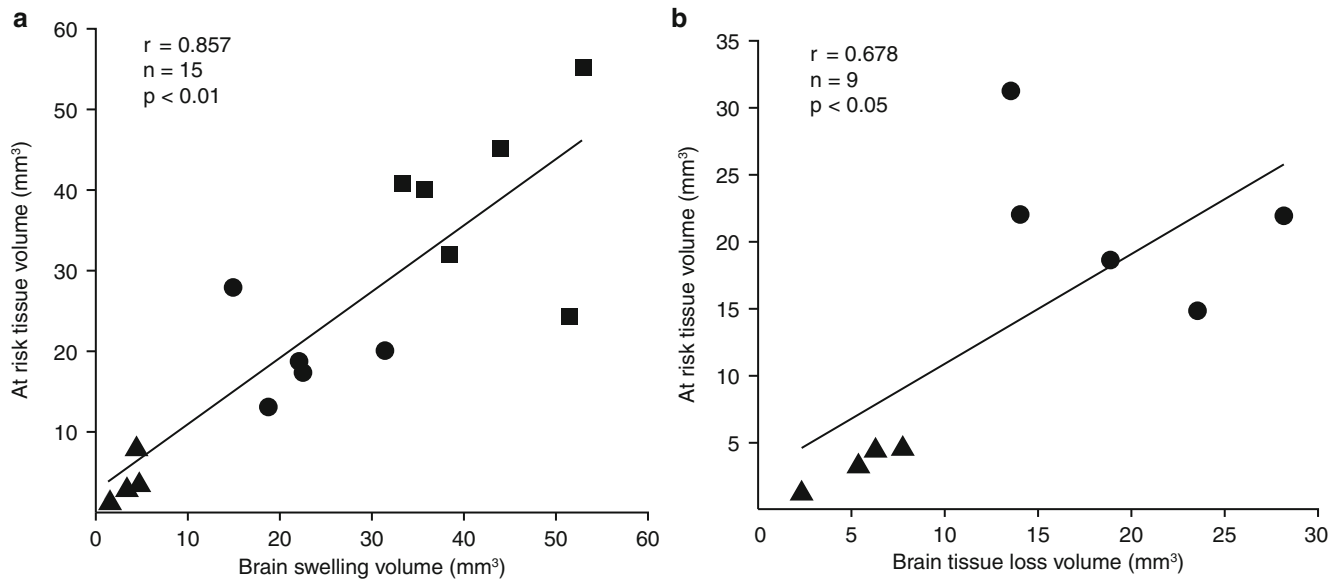 a
r = 0.857
n = 15
p < 0.01
At risk tissue volume (mm³)
60
50
40
30
20
10
0 10 20 30 40 50 60
Brain swelling volume (mm³)
b
r = 0.678
n = 9
p < 0.05
At risk tissue volume (mm³)
35
30
25
20
15
10
5
0 5 10 15 20 25 30
Brain tissue loss volume (mm³)